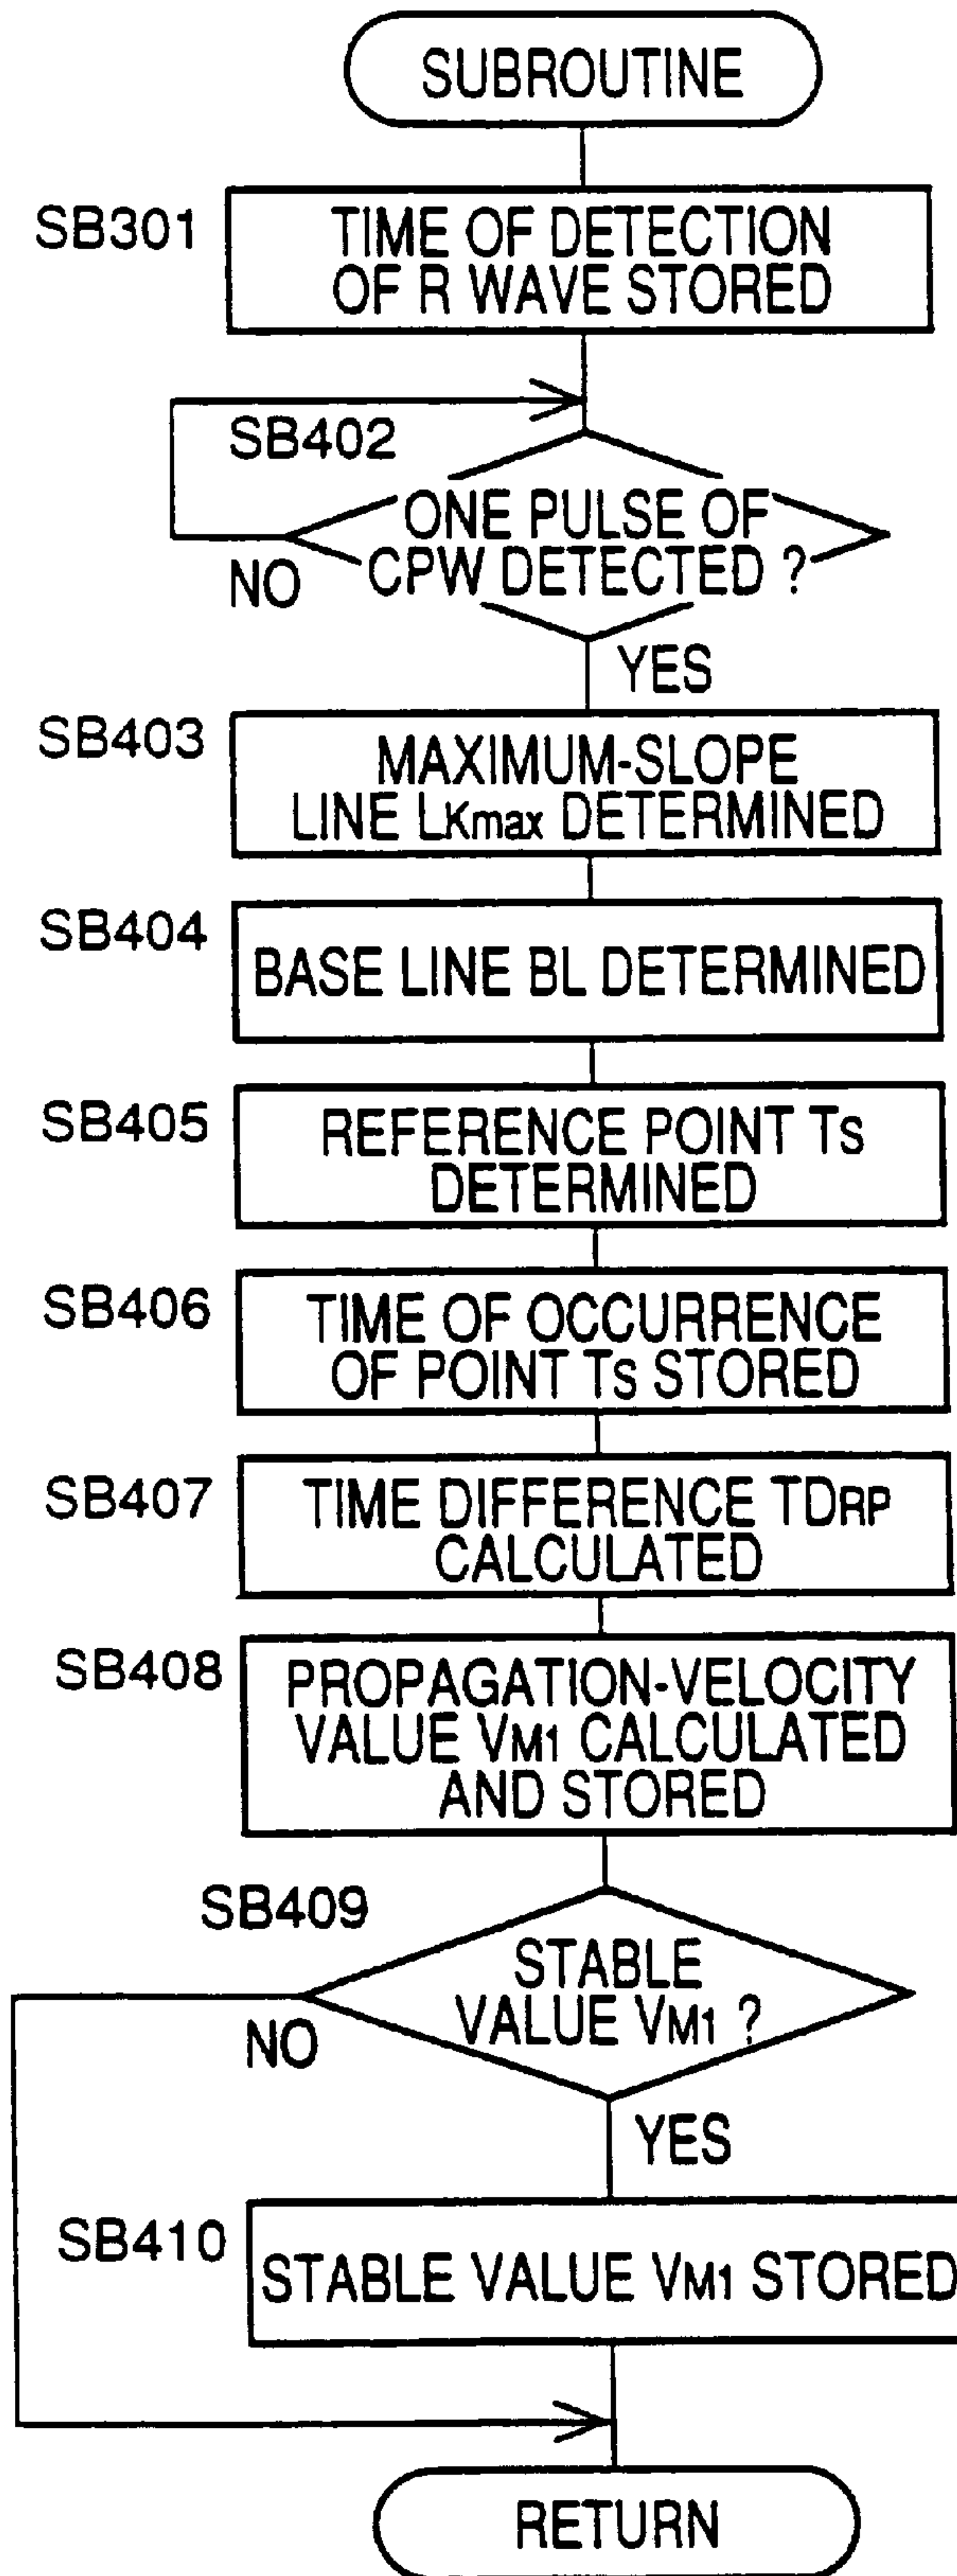 SUBROUTINE
SB301
TIME OF DETECTION
OF R WAVE STORED
SB402
ONE PULSE OF
CPW DETECTED ?
NO
YES
SB403
MAXIMUM-SLOPE
LINE LKmax DETERMINED
SB404
BASE LINE BL DETERMINED
SB405
REFERENCE POINT Ts
DETERMINED
SB406
TIME OF OCCURRENCE
OF POINT Ts STORED
SB407
TIME DIFFERENCE TDRP
CALCULATED
SB408
PROPAGATION-VELOCITY
VALUE VM1 CALCULATED
AND STORED
SB409
STABLE
VALUE VM1 ?
NO
YES
SB410
STABLE VALUE VM1 STORED
RETURN